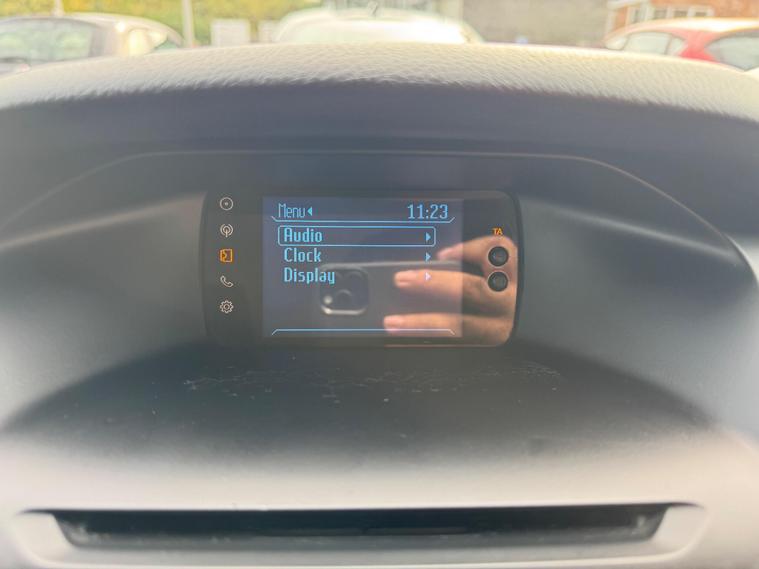 Menu
11:23
TA
Audio
Clock
Display